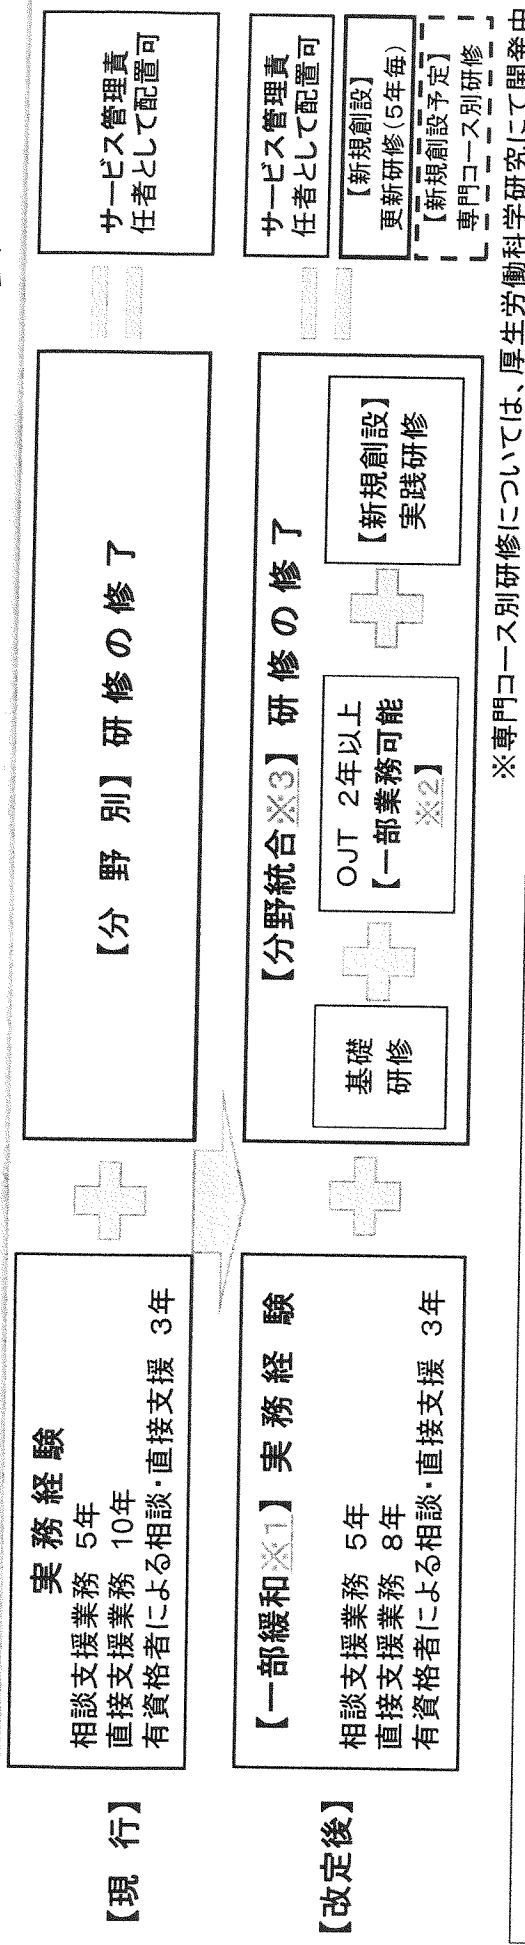 【現　行】
実 務 経 験
相談支援業務　5年
直接支援業務　10年
有資格者による相談・直接支援　3年
【分　野　別】 研 修 の 修 了
サービス管理責
任者として配置可
【改定後】
【一部緩和※1】 実 務 経 験
相談支援業務　5年
直接支援業務　8年
有資格者による相談・直接支援　3年
【分野統合※3】 研 修 の 修 了
基礎
研修
OJT　2年以上
【一部業務可能
※2】
【新規創設】
実践研修
サービス管理責
任者として配置可
【新規創設】
更新研修(5年毎)
【新規創設予定】
専門コース別研修
※専門コース別研修については、厚生労働科学研究にて開発中